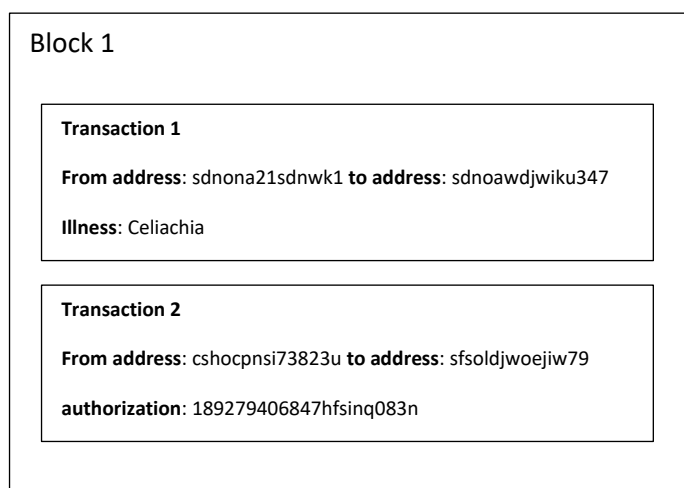 Block 1
Transaction 1
From address: sdnona21sdnwk1 to address: sdnoawdjwiku347
Illness: Celiachia
Transaction 2
From address: cshocpnsi73823u to address: sfsoldjwoejiw79
authorization: 189279406847hfsinq083n